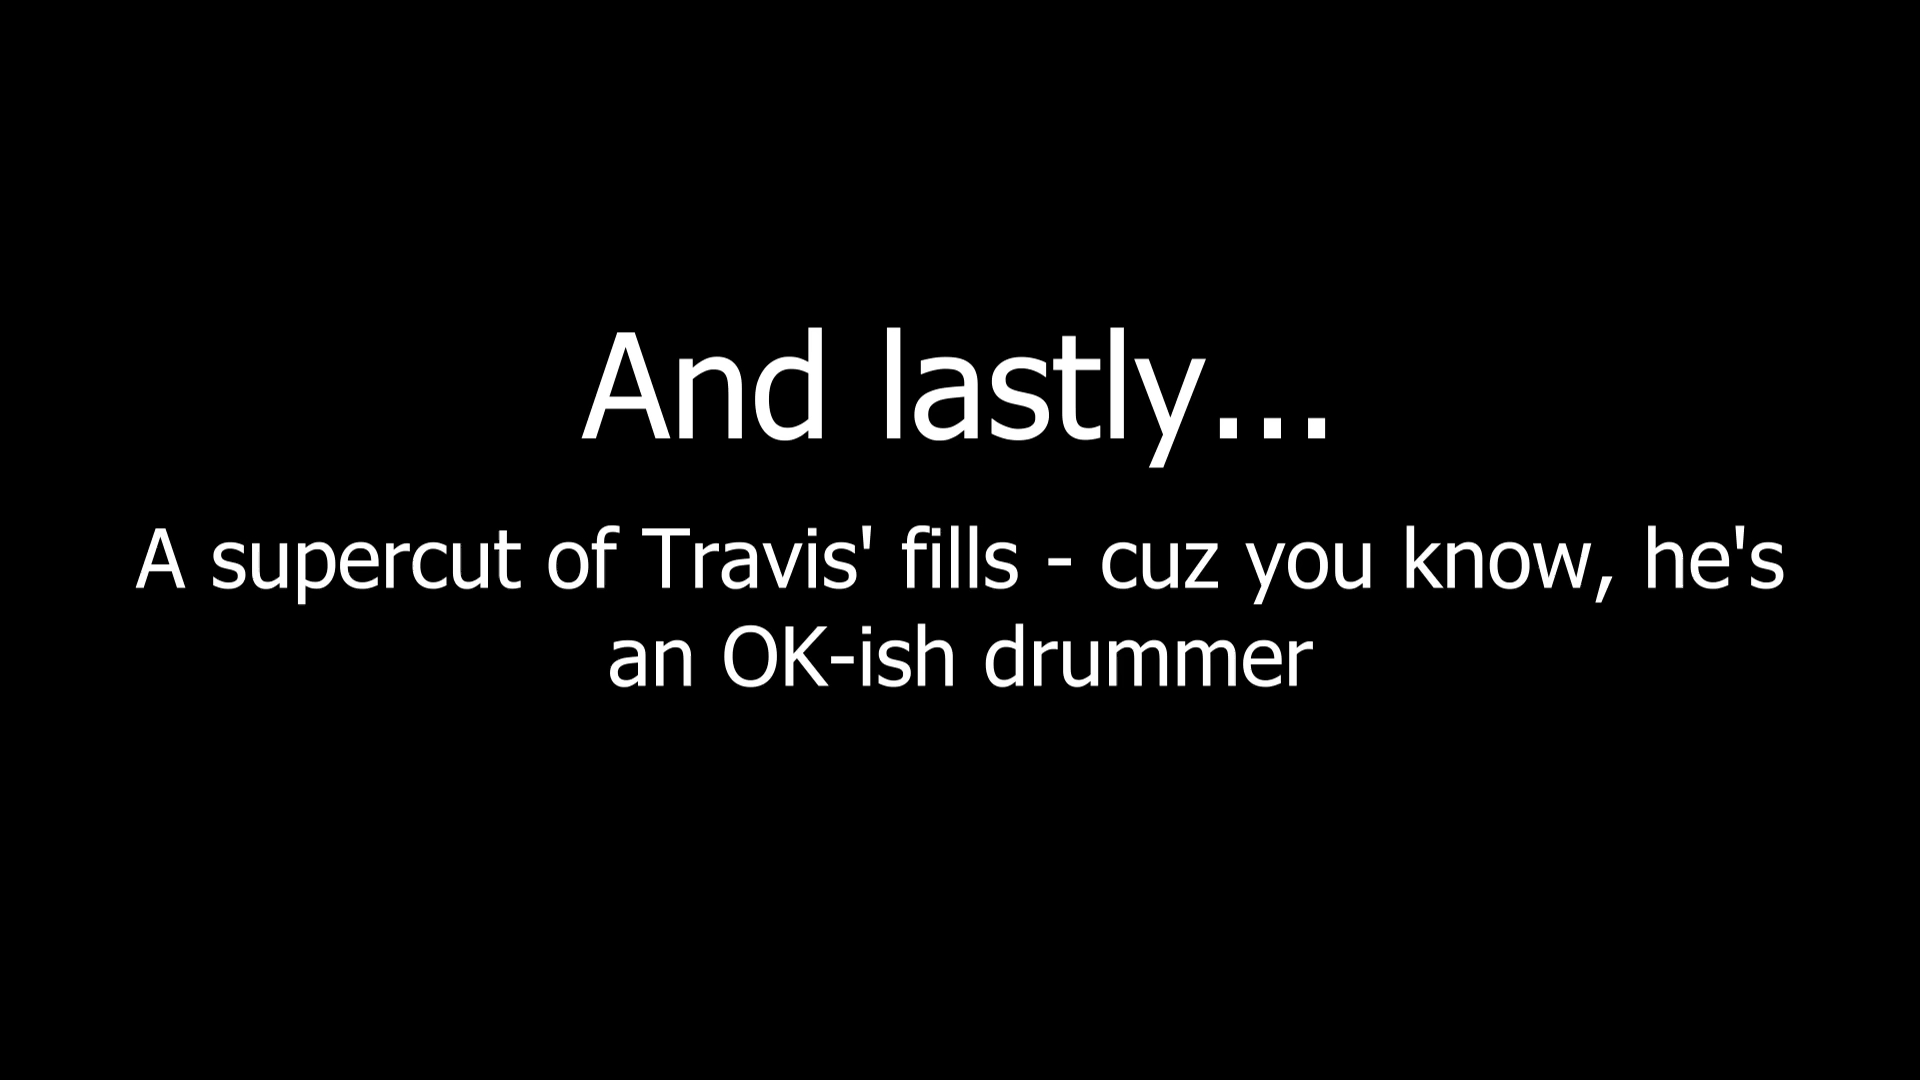 And lastly...
A supercut of Travis' fills - cuz you know, he's
an OK-ish drummer